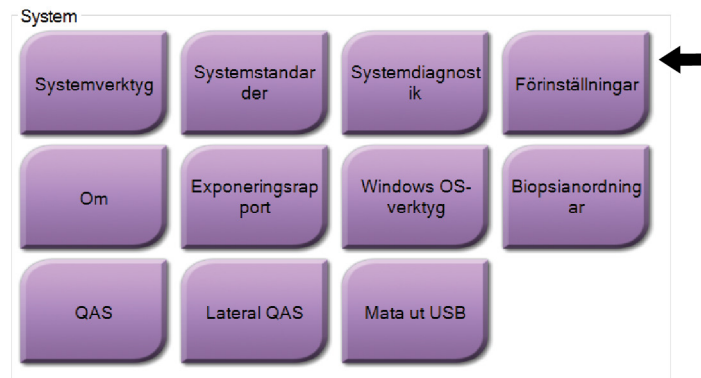 System
Systemverktyg
Systemstandar
der
Systemdiagnost
ik
Förinställningar
Om
Exponeringsrap
port
Windows OS-
verktyg
Biopsianordning
ar
QAS
Lateral QAS
Mata ut USB